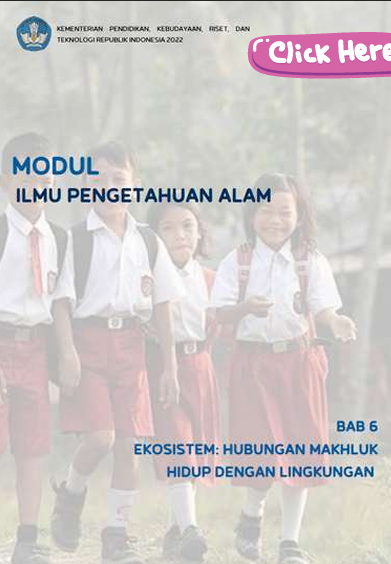 KEMENTERIAN PENDIDIKAN, KEBUDAYAAN, RISET, DAN
TEKNOLOGI REPUBLIK INDONESIA 2022
Click Here
MODUL
ILMU PENGETAHUAN ALAM
BAB 6
EKOSISTEM: HUBUNGAN MAKHLUK
HIDUP DENGAN LINGKUNGAN